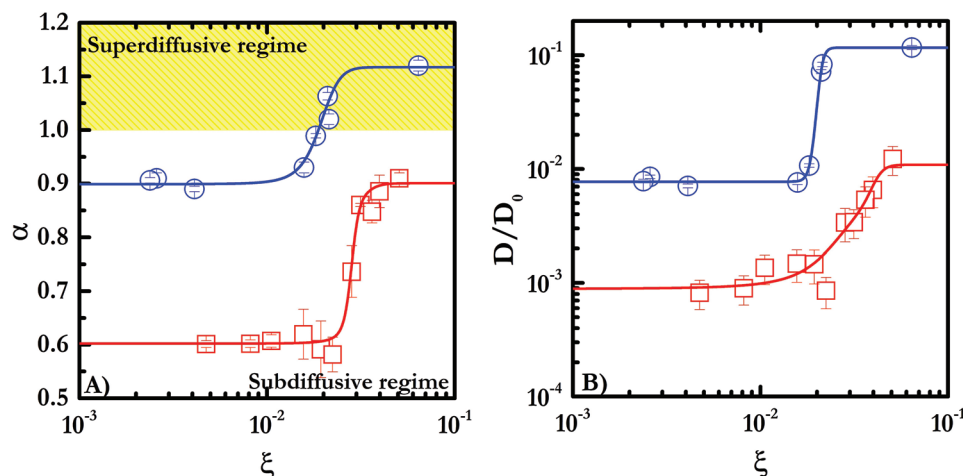 1.2
Superdiffusive regime
1.1
1.0
0.9
α
0.8
0.7
0.6
Subdiffusive regime
A)
0.5
10⁻³
10⁻²
10⁻¹
ξ
10⁻¹
10⁻²
D/D₀
10⁻³
B)
10⁻⁴
10⁻³
10⁻²
10⁻¹
ξ